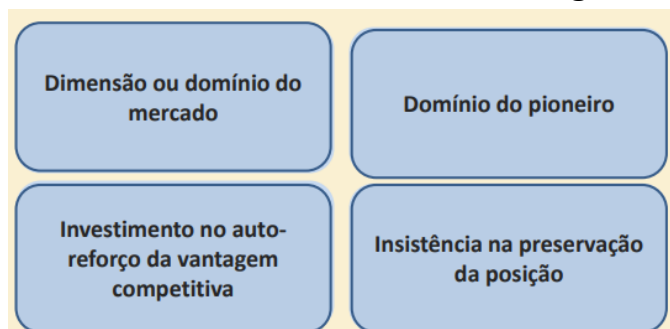 Dimensão ou domínio do
mercado
Domínio do pioneiro
Investimento no auto-
reforço da vantagem
competitiva
Insistência na preservação
da posição